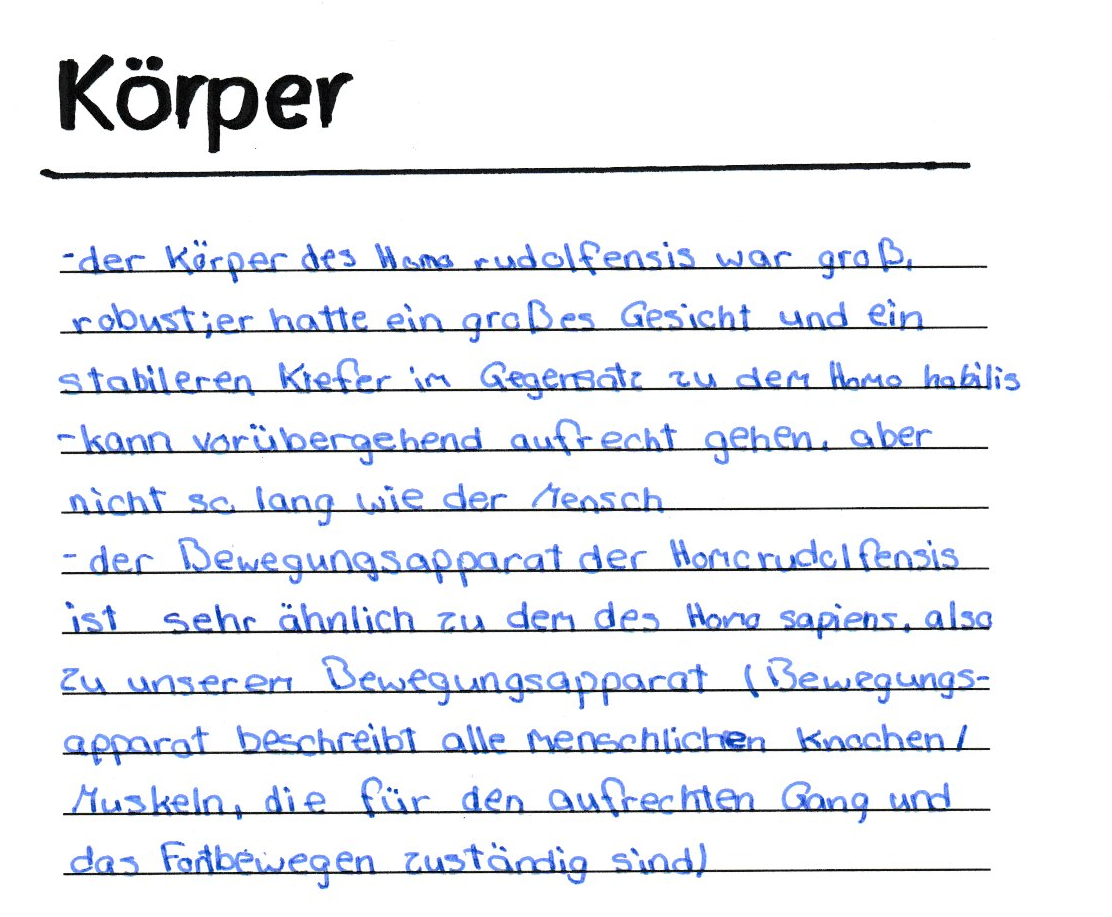 Körper
-der Körper des Homo rudolfensis war groß,
robust;er hatte ein großes Gesicht und ein
stabileren Kiefer im Gegensatz zu dem Homo habilis
-kann vorübergehend aufrecht gehen, aber
nicht so lang wie der Mensch
-der Bewegungsapparat der Homo rudolfensis
ist sehr ähnlich zu dem des Homo sapiens, also
zu unserem Bewegungsapparat (Bewegungs-
apparat beschreibt alle menschlichen Knochen/
Muskeln, die für den aufrechten Gang und
das Fortbewegen zuständig sind)